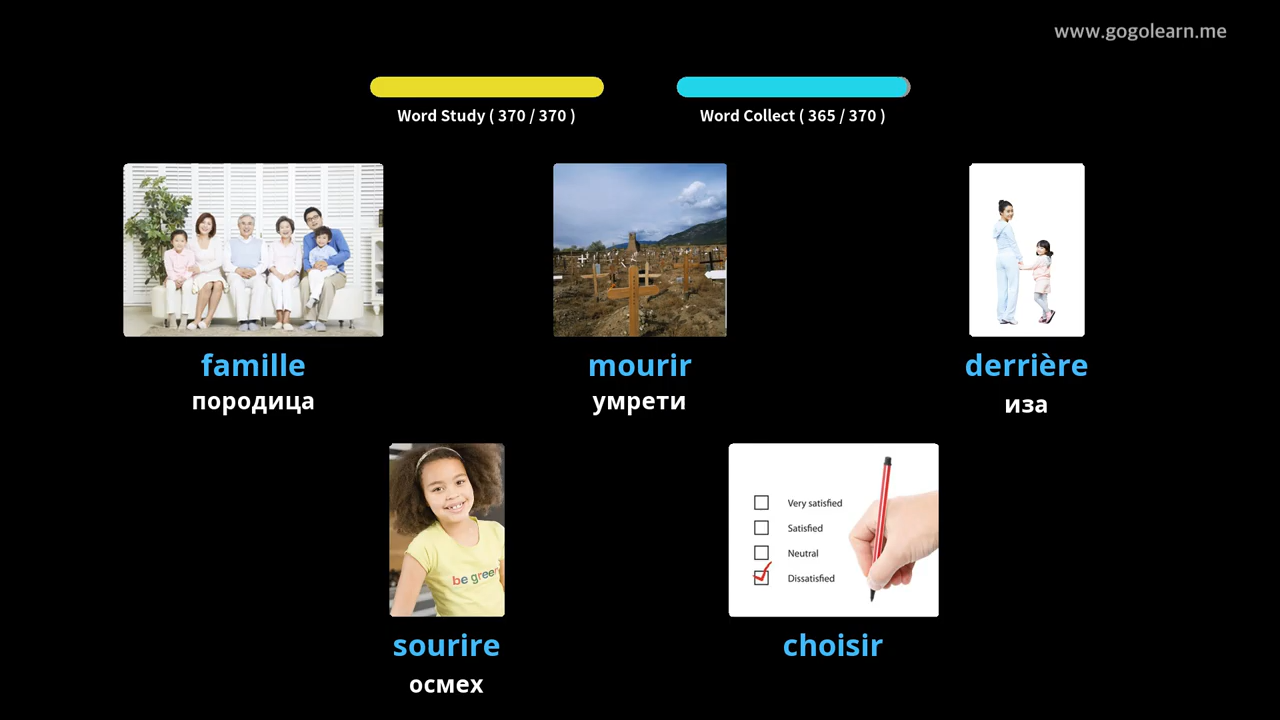 www.gogolearn.me
Word Study ( 370 / 370 )
Word Collect ( 365 / 370 )
famille
породица
mourir
умрети
derrière
иза
be green
sourire
осмех
Very satisfied
Satisfied
Neutral
Dissatisfied
choisir